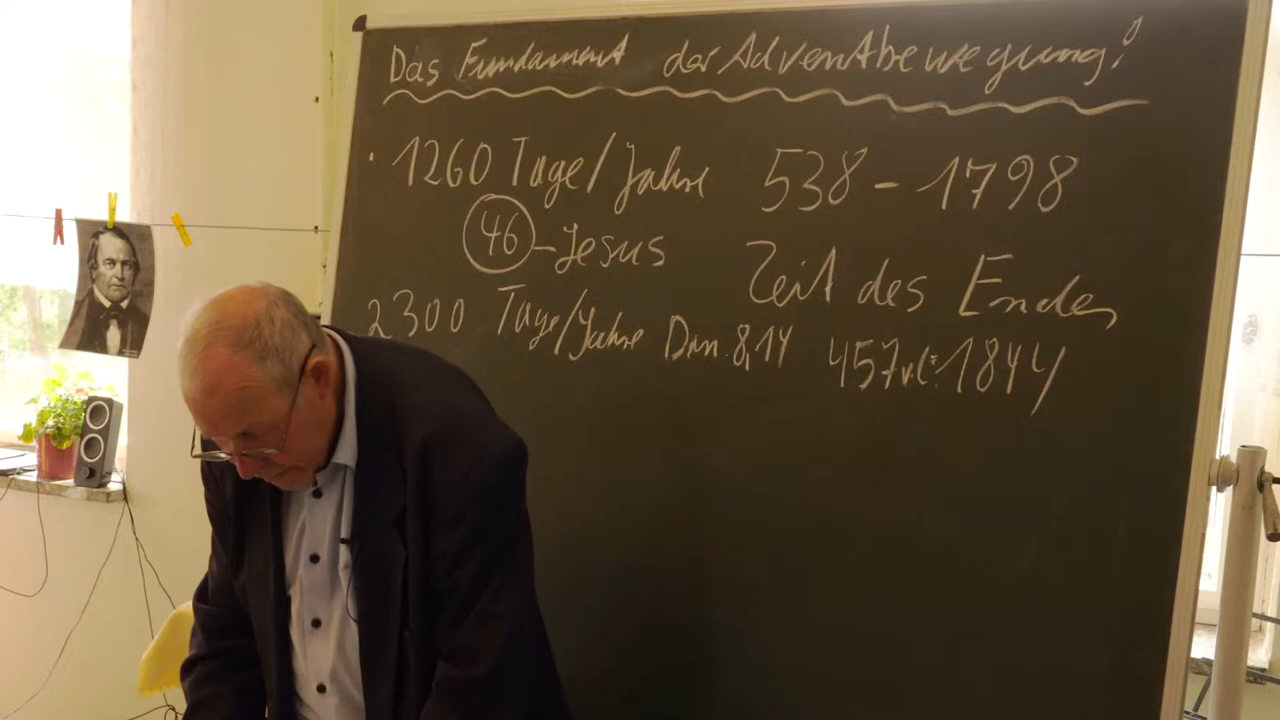 Das Fundament der Adventbewegung!
· 1260 Tage/Jahre 538 - 1798
46 - Jesus Zeit des Endes
2300 Tage/Jahre Dan. 8,14 457 v.C. 1844